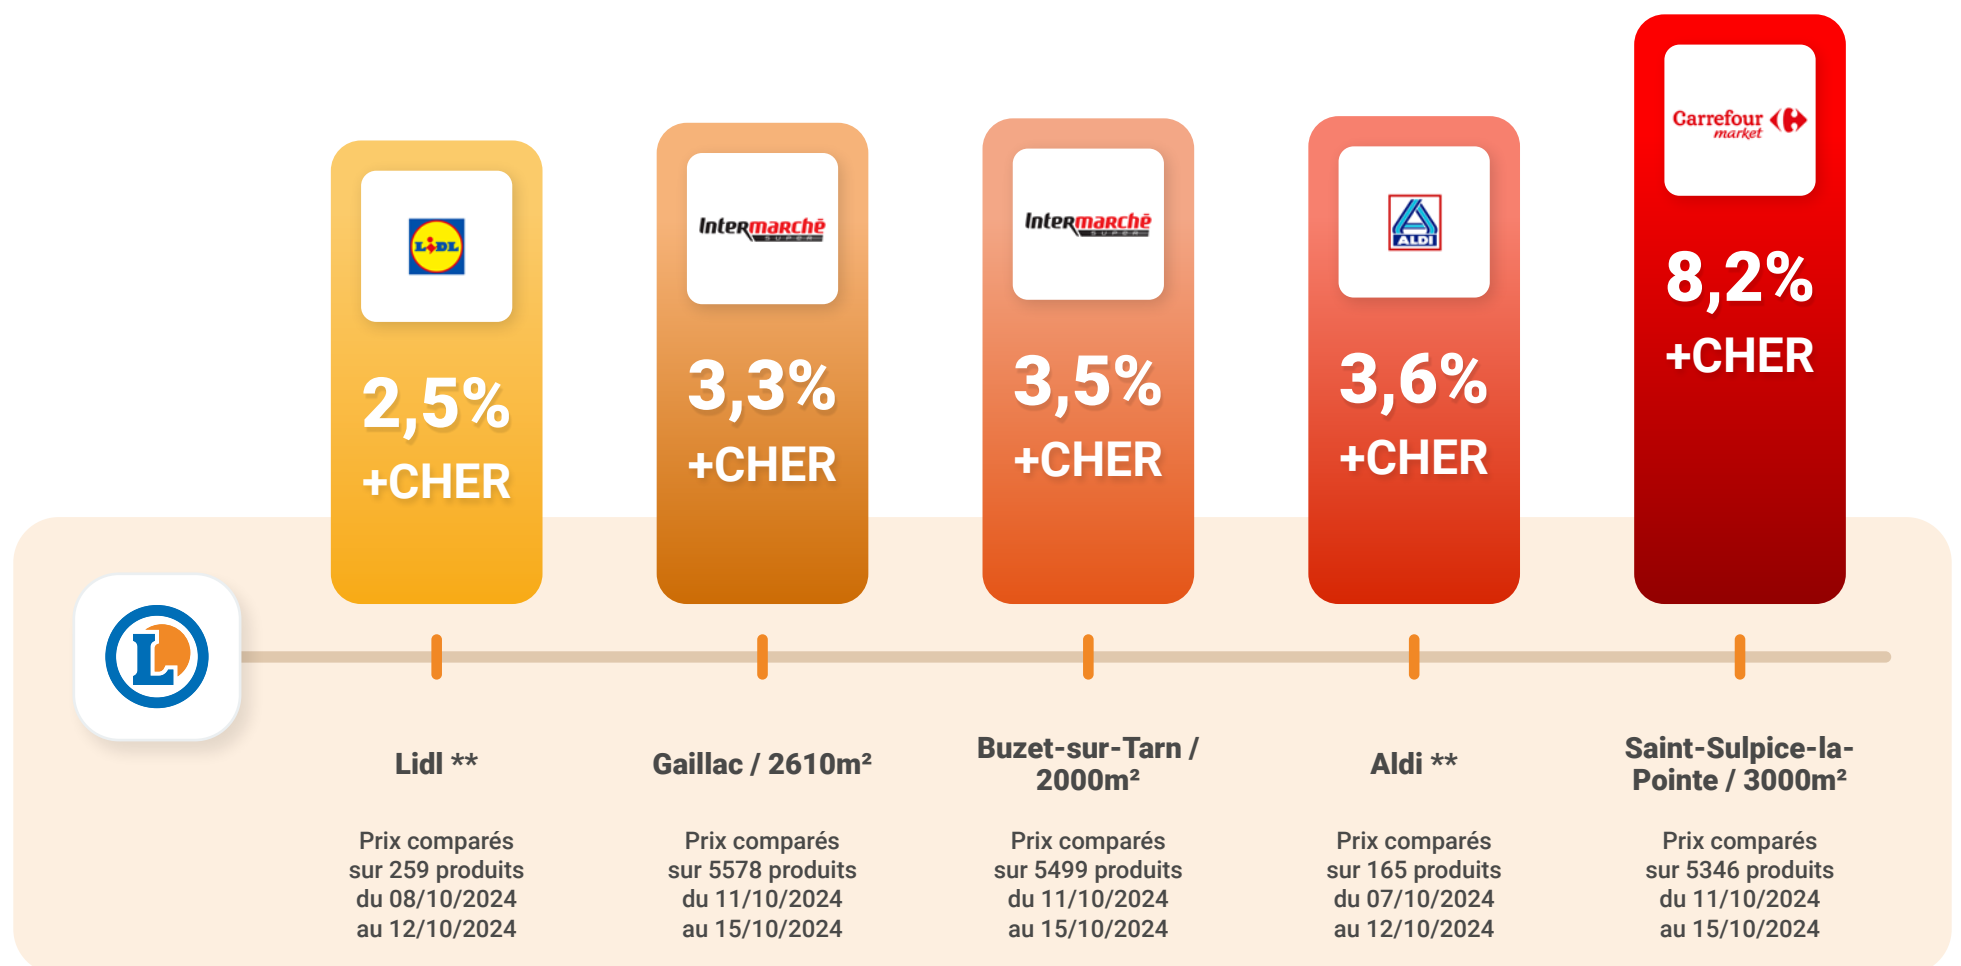 LiDL
2,5%
+CHER
Intermarchē
SUPER
3,3%
+CHER
Intermarchē
SUPER
3,5%
+CHER
ALDI
3,6%
+CHER
Carrefour
market
8,2%
+CHER
L
Lidl **
Prix comparés
sur 259 produits
du 08/10/2024
au 12/10/2024
Gaillac / 2610m²
Prix comparés
sur 5578 produits
du 11/10/2024
au 15/10/2024
Buzet-sur-Tarn /
2000m²
Prix comparés
sur 5499 produits
du 11/10/2024
au 15/10/2024
Aldi **
Prix comparés
sur 165 produits
du 07/10/2024
au 12/10/2024
Saint-Sulpice-la-
Pointe / 3000m²
Prix comparés
sur 5346 produits
du 11/10/2024
au 15/10/2024